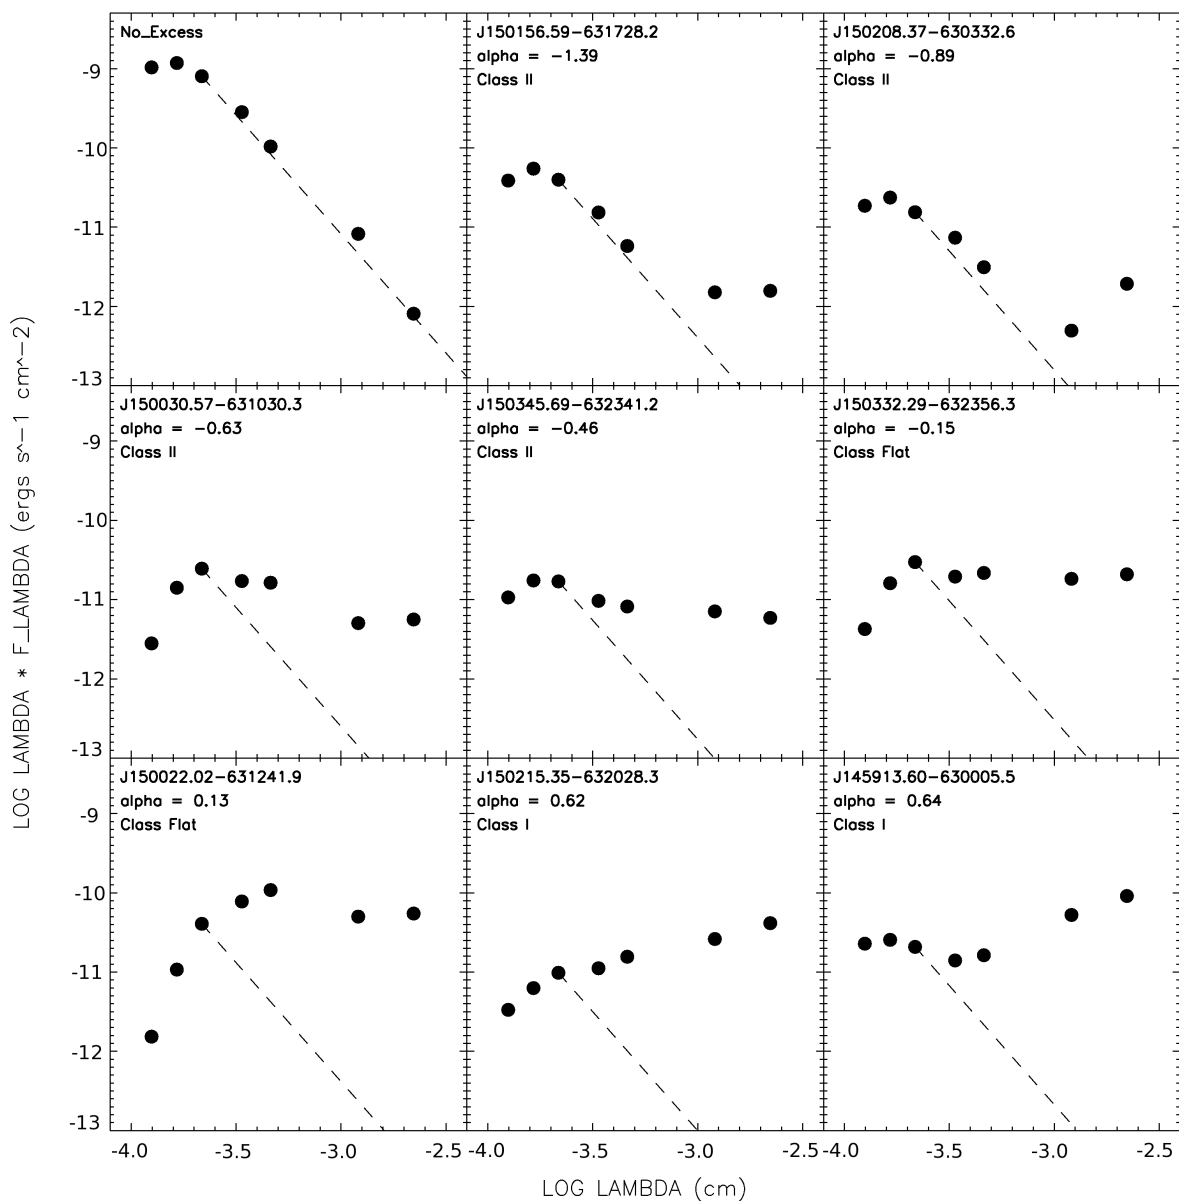 No_Excess
J150156.59−631728.2
alpha = −1.39
Class II
J150208.37−630332.6
alpha = −0.89
Class II
-9
-10
-11
-12
-13
J150030.57−631030.3
alpha = −0.63
Class II
J150345.69−632341.2
alpha = −0.46
Class II
J150332.29−632356.3
alpha = −0.15
Class Flat
-9
-10
-11
-12
-13
J150022.02−631241.9
alpha = 0.13
Class Flat
J150215.35−632028.3
alpha = 0.62
Class I
J145913.60−630005.5
alpha = 0.64
Class I
-9
-10
-11
-12
-13
-4.0 -3.5 -3.0 -2.5
-4.0 -3.5 -3.0 -2.5
-4.0 -3.5 -3.0 -2.5
LOG LAMBDA (cm)
LOG LAMBDA * F_LAMBDA (ergs s^−1 cm^−2)